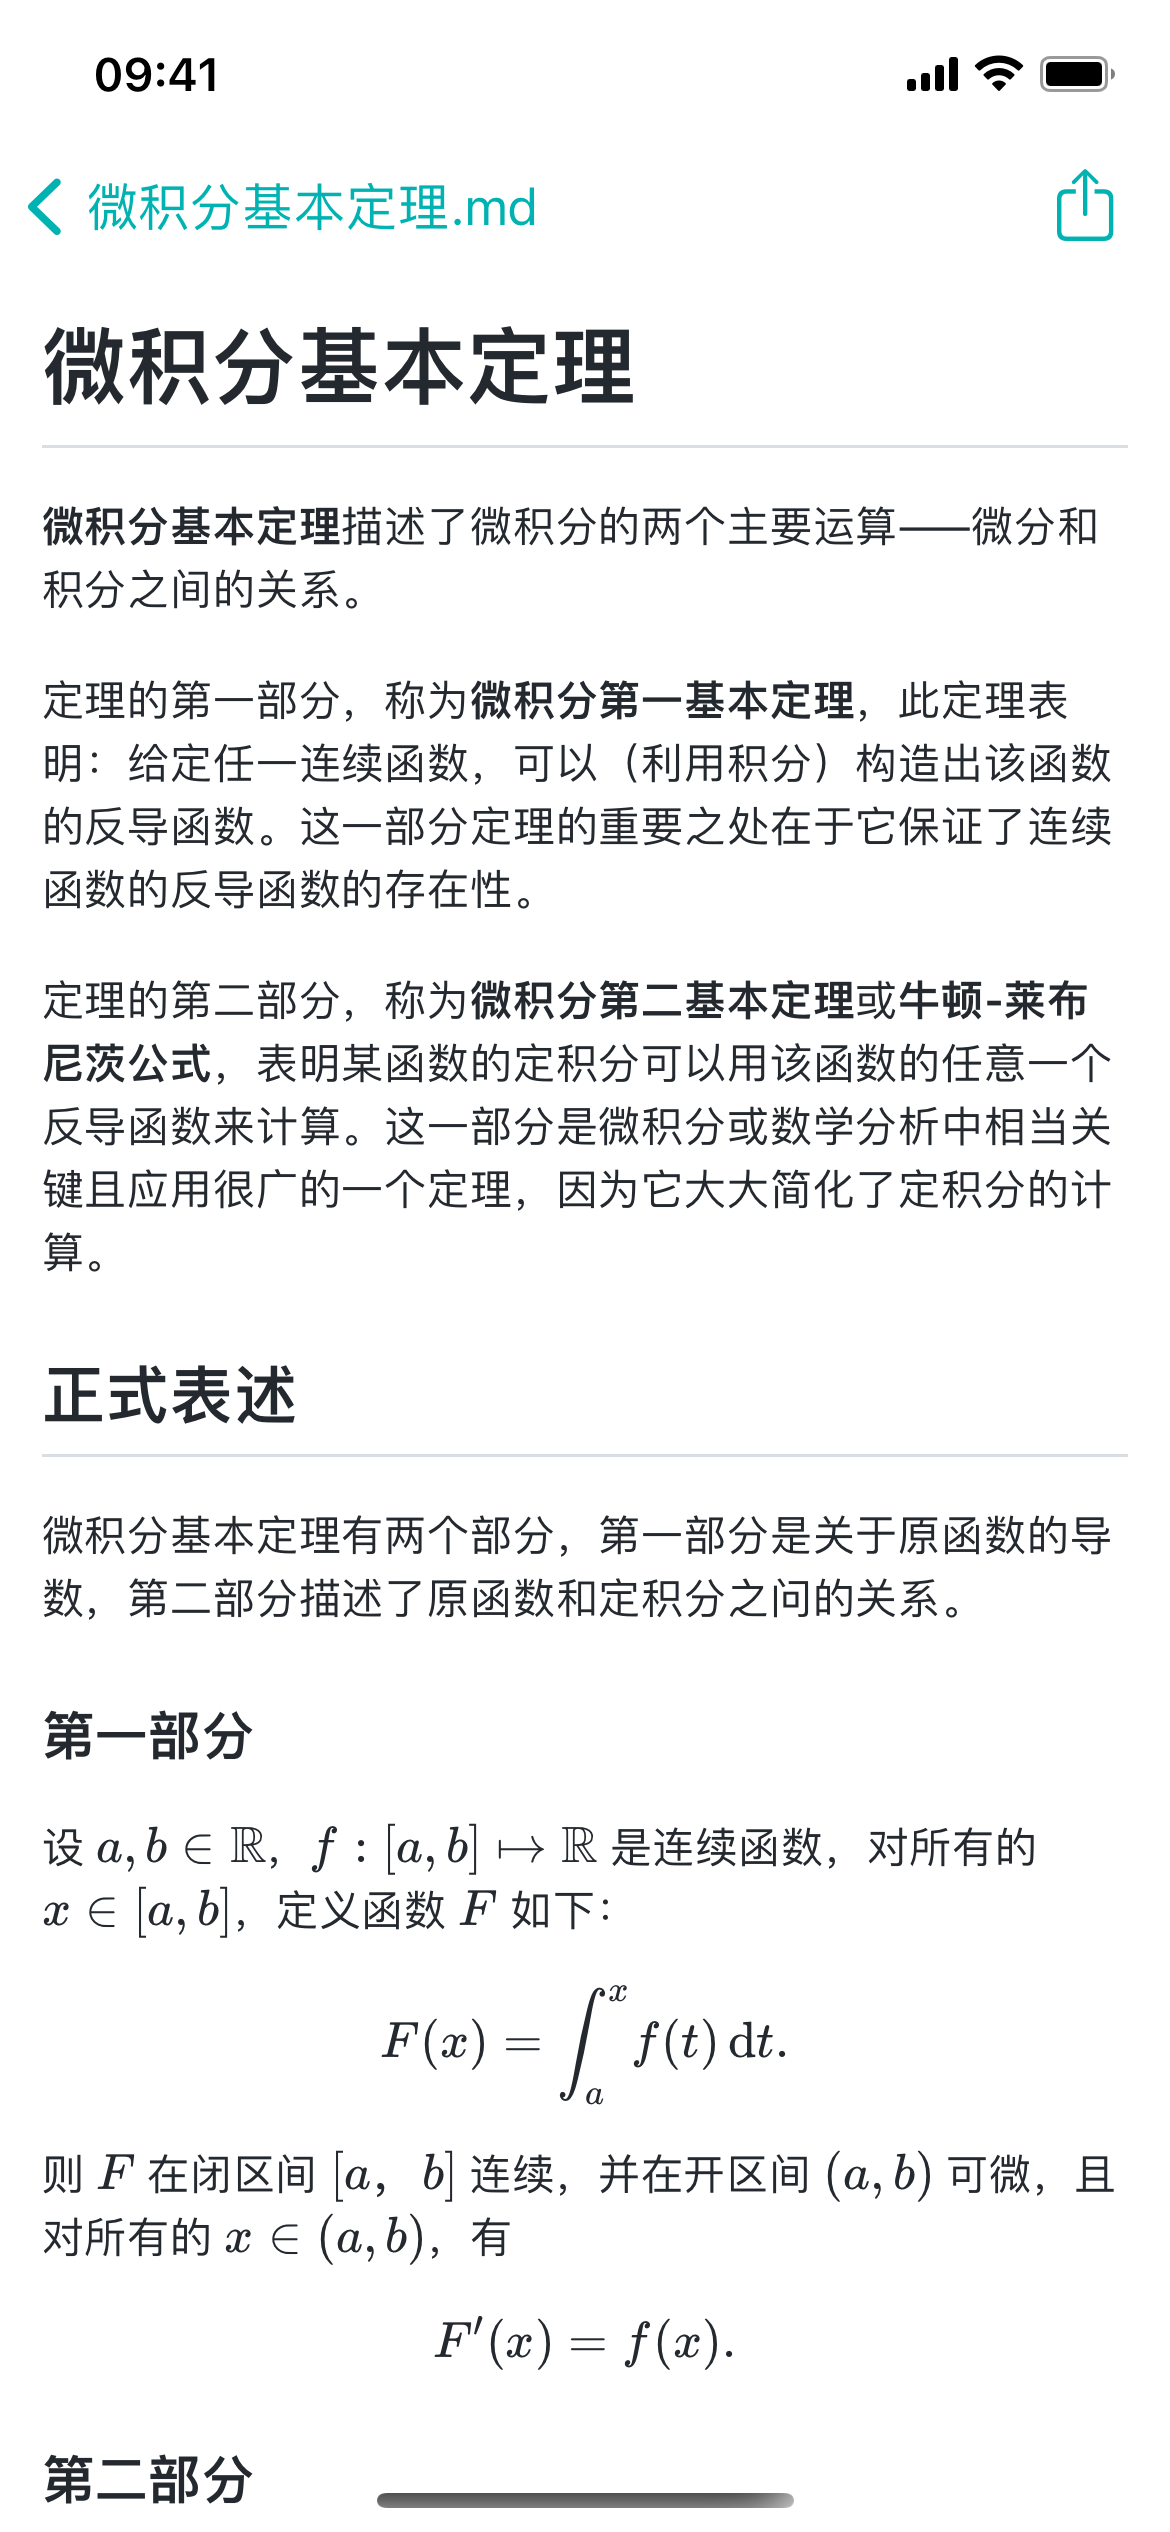 09:41
微积分基本定理.md
微积分基本定理
微积分基本定理描述了微积分的两个主要运算——微分和
积分之间的关系。
定理的第一部分，称为微积分第一基本定理，此定理表
明：给定任一连续函数，可以（利用积分）构造出该函数
的反导函数。这一部分定理的重要之处在于它保证了连续
函数的反导函数的存在性。
定理的第二部分，称为微积分第二基本定理或牛顿-莱布
尼茨公式，表明某函数的定积分可以用该函数的任意一个
反导函数来计算。这一部分是微积分或数学分析中相当关
键且应用很广的一个定理，因为它大大简化了定积分的计
算。
正式表述
微积分基本定理有两个部分，第一部分是关于原函数的导
数，第二部分描述了原函数和定积分之问的关系。
第一部分
设 a, b ∈ ℝ，f : [a, b] ↦ ℝ 是连续函数，对所有的
x ∈ [a, b]，定义函数 F 如下：
F(x) = ∫_a^x f(t) dt.
则 F 在闭区间 [a，b] 连续，并在开区间 (a, b) 可微，且
对所有的 x ∈ (a, b)，有
F′(x) = f(x).
第二部分